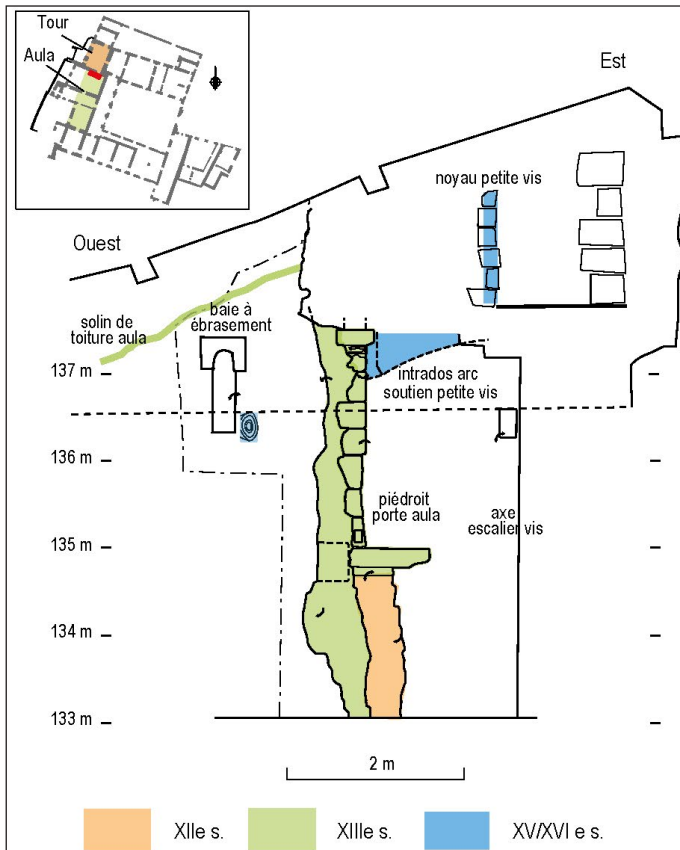 Tour
Aula
Est
noyau petite vis
Ouest
solin de
toiture aula
baie à
ébrasement
137 m
intrados arc
soutien petite vis
136 m
piédroit
porte aula
axe
escalier vis
135 m
134 m
133 m
2 m
XIIe s.
XIIIe s.
XV/XVI e s.